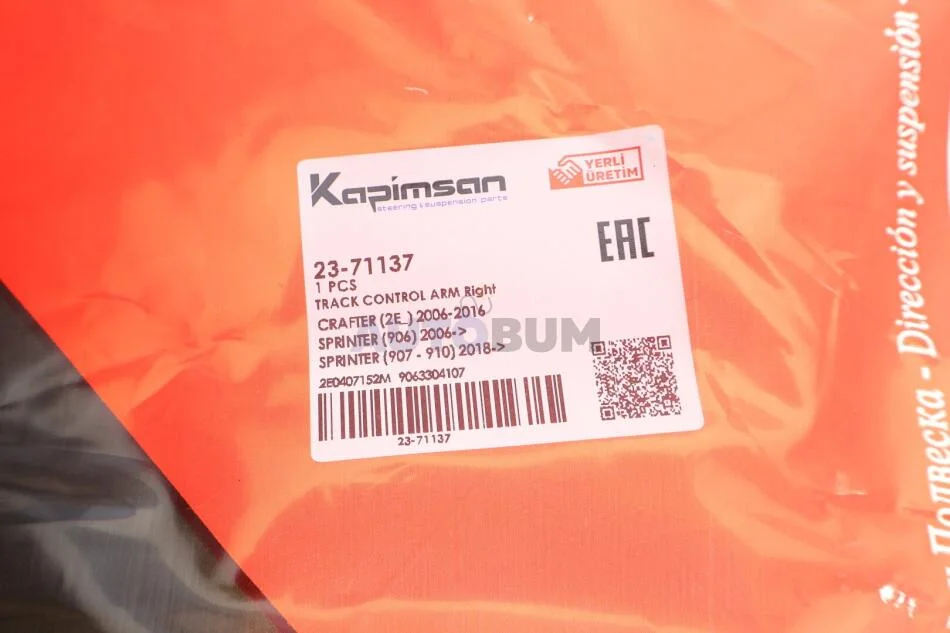 Kapimsan
steering & suspension parts
YERLİ
ÜRETİM
EAC
23-71137
1 PCS
TRACK CONTROL ARM Right
CRAFTER (2E_) 2006-2016
SPRINTER (906) 2006->
SPRINTER (907 - 910) 2018->
2E0407152M 9063304107
23-71137
AUTOBUM
Подвеска - Dirección y suspensión